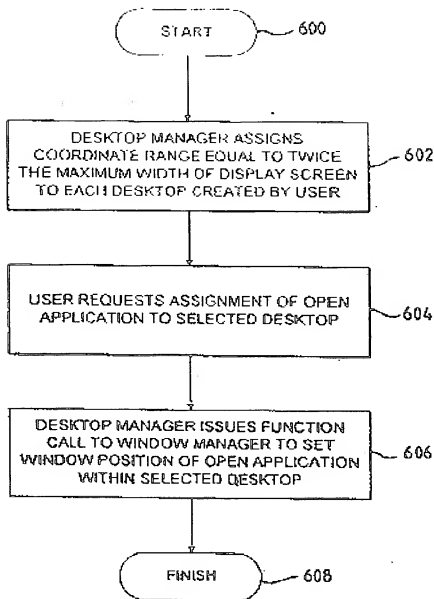 START
600
DESKTOP MANAGER ASSIGNS
COORDINATE RANGE EQUAL TO TWICE
THE MAXIMUM WIDTH OF DISPLAY SCREEN
TO EACH DESKTOP CREATED BY USER
602
USER REQUESTS ASSIGNMENT OF OPEN
APPLICATION TO SELECTED DESKTOP
604
DESKTOP MANAGER ISSUES FUNCTION
CALL TO WINDOW MANAGER TO SET
WINDOW POSITION OF OPEN APPLICATION
WITHIN SELECTED DESKTOP
606
FINISH
608